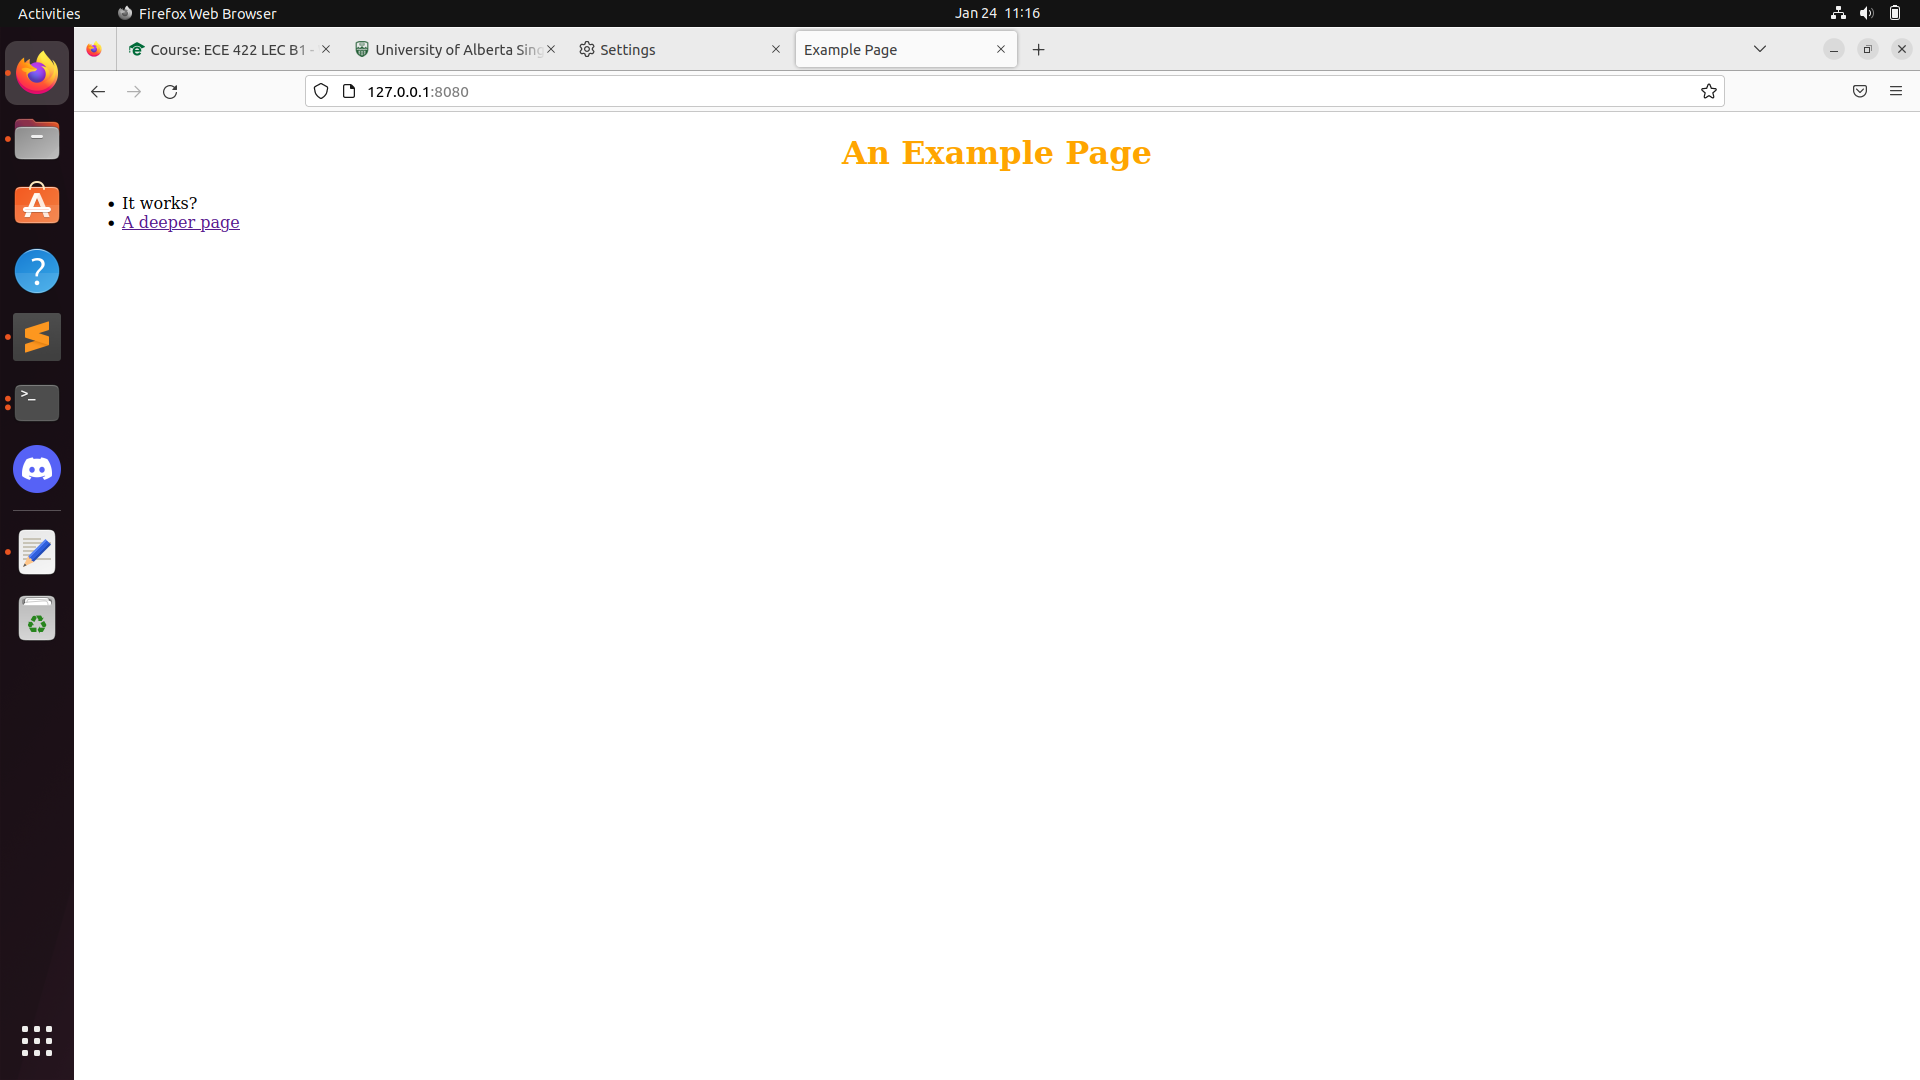 Activities
Firefox Web Browser
Jan 24 11:16
Course: ECE 422 LEC B1 -
University of Alberta Sing
Settings
Example Page
127.0.0.1:8080
An Example Page
• It works?
• A deeper page